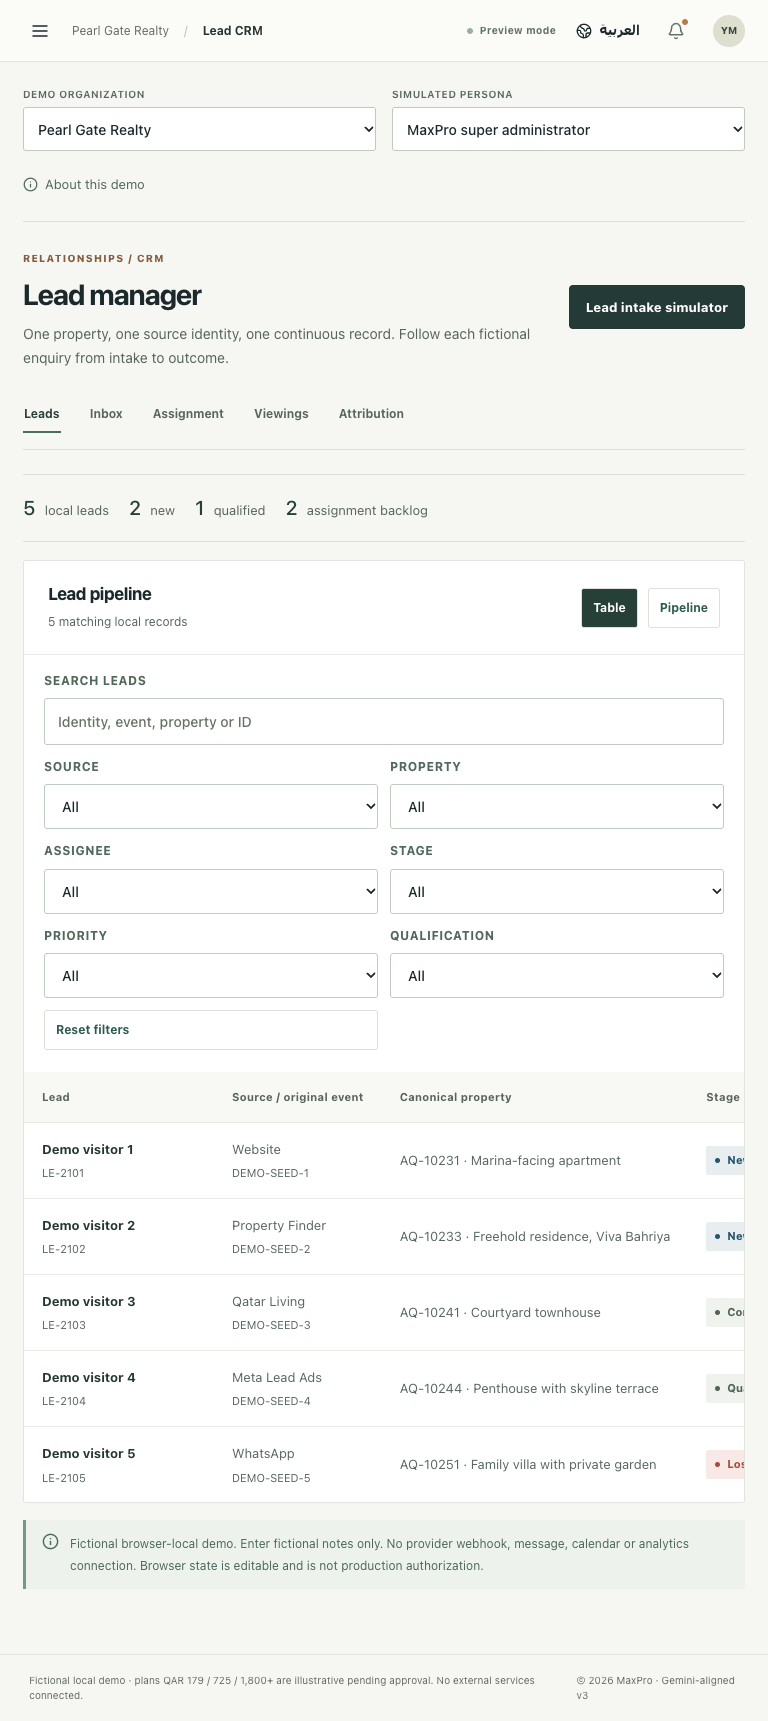 Pearl Gate Realty / Lead CRM
Preview mode
العربية
YM
DEMO ORGANIZATION
SIMULATED PERSONA
Pearl Gate Realty
MaxPro super administrator
About this demo
RELATIONSHIPS / CRM
Lead manager
One property, one source identity, one continuous record. Follow each fictional
enquiry from intake to outcome.
Lead intake simulator
Leads Inbox Assignment Viewings Attribution
5 local leads 2 new 1 qualified 2 assignment backlog
Lead pipeline
5 matching local records
Table
Pipeline
SEARCH LEADS
Identity, event, property or ID
SOURCE PROPERTY
All All
ASSIGNEE STAGE
All All
PRIORITY QUALIFICATION
All All
Reset filters
Lead Source / original event Canonical property Stage
Demo visitor 1 Website
AQ-10231 · Marina-facing apartment
LE-2101 DEMO-SEED-1
Demo visitor 2 Property Finder
AQ-10233 · Freehold residence, Viva Bahriya
LE-2102 DEMO-SEED-2
Demo visitor 3 Qatar Living
AQ-10241 · Courtyard townhouse
LE-2103 DEMO-SEED-3
Demo visitor 4 Meta Lead Ads
AQ-10244 · Penthouse with skyline terrace
LE-2104 DEMO-SEED-4
Demo visitor 5 WhatsApp
AQ-10251 · Family villa with private garden
LE-2105 DEMO-SEED-5
Fictional browser-local demo. Enter fictional notes only. No provider webhook, message, calendar or analytics
connection. Browser state is editable and is not production authorization.
Fictional local demo · plans QAR 179 / 725 / 1,800+ are illustrative pending approval. No external services
connected.
© 2026 MaxPro · Gemini-aligned
v3